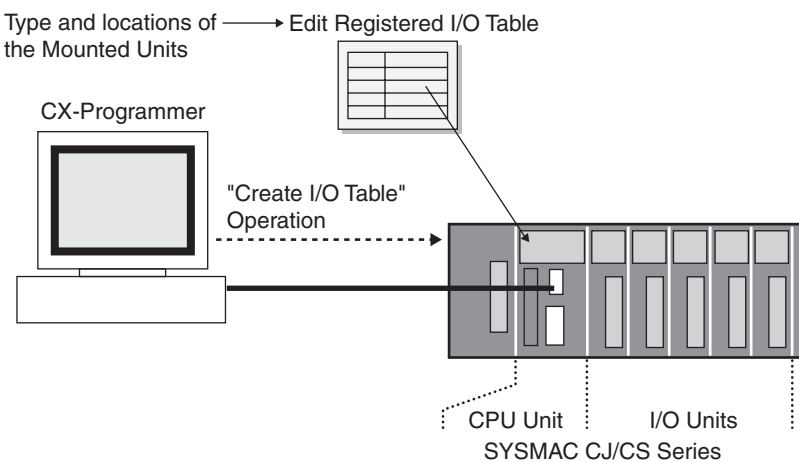 Type and locations of
the Mounted Units
Edit Registered I/O Table
CX-Programmer
"Create I/O Table"
Operation
CPU Unit
I/O Units
SYSMAC CJ/CS Series